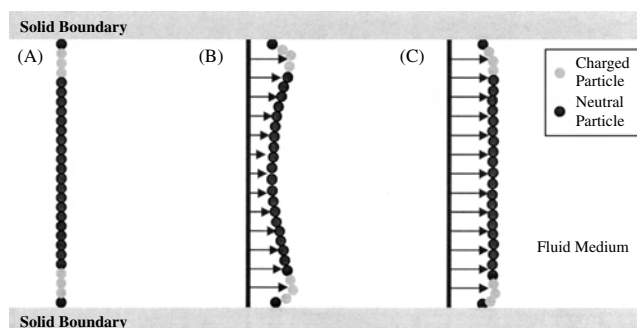 Solid Boundary
(A)
(B)
(C)
Charged
Particle
Neutral
Particle
Fluid Medium
Solid Boundary